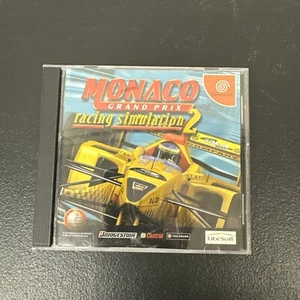 MONACO
GRAND PRIX
racing simulation 2
BRIDGESTONE
Castrol
Ubi Soft